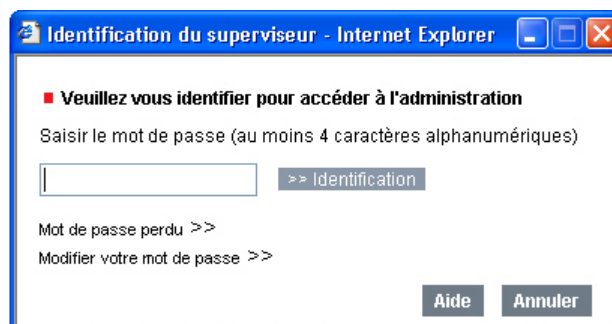 Identification du superviseur - Internet Explorer
Veuillez vous identifier pour accéder à l'administration
Saisir le mot de passe (au moins 4 caractères alphanumériques)
>> Identification
Mot de passe perdu >>
Modifier votre mot de passe >>
Aide Annuler